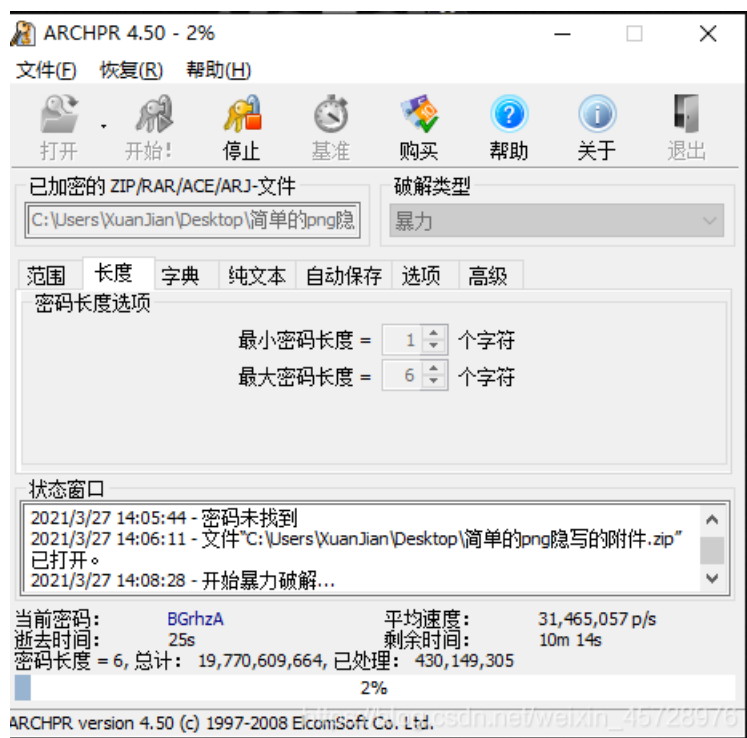 ARCHPR 4.50 - 2%
文件(F) 恢复(R) 帮助(H)
打开 开始! 停止 基准 购买 帮助 关于 退出
已加密的 ZIP/RAR/ACE/ARJ-文件 破解类型
C:\Users\XuanJian\Desktop\简单的png隐 暴力
范围 长度 字典 纯文本 自动保存 选项 高级
密码长度选项
最小密码长度 = 1 个字符
最大密码长度 = 6 个字符
状态窗口
2021/3/27 14:05:44 - 密码未找到
2021/3/27 14:06:11 - 文件"C:\Users\XuanJian\Desktop\简单的png隐写的附件.zip"
已打开。
2021/3/27 14:08:28 - 开始暴力破解...
当前密码: BGrhzA 平均速度: 31,465,057 p/s
逝去时间: 25s 剩余时间: 10m 14s
密码长度 = 6, 总计: 19,770,609,664, 已处理: 430,149,305
2%
ARCHPR version 4.50 (c) 1997-2008 ElcomSoft Co. Ltd.
https://blog.csdn.net/weixin_45728976